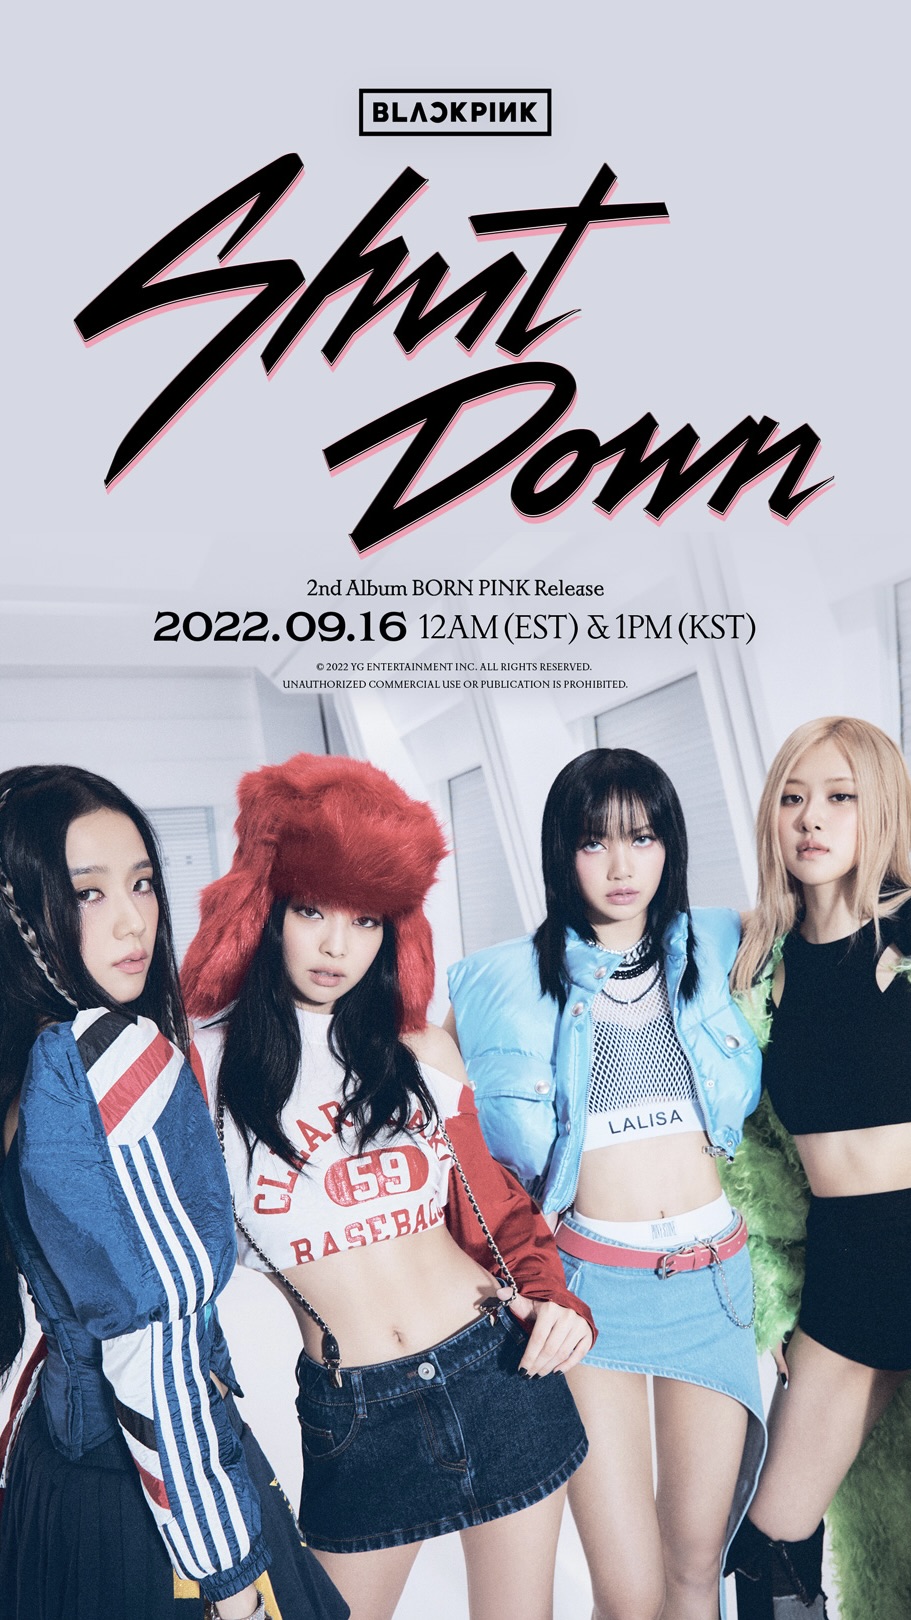 BLACKPINK
Shut
Down
2nd Album BORN PINK Release
2022.09.16 12AM (EST) & 1PM (KST)
© 2022 YG ENTERTAINMENT INC. ALL RIGHTS RESERVED.
UNAUTHORIZED COMMERCIAL USE OR PUBLICATION IS PROHIBITED.
LALISA
59
BASEBAL